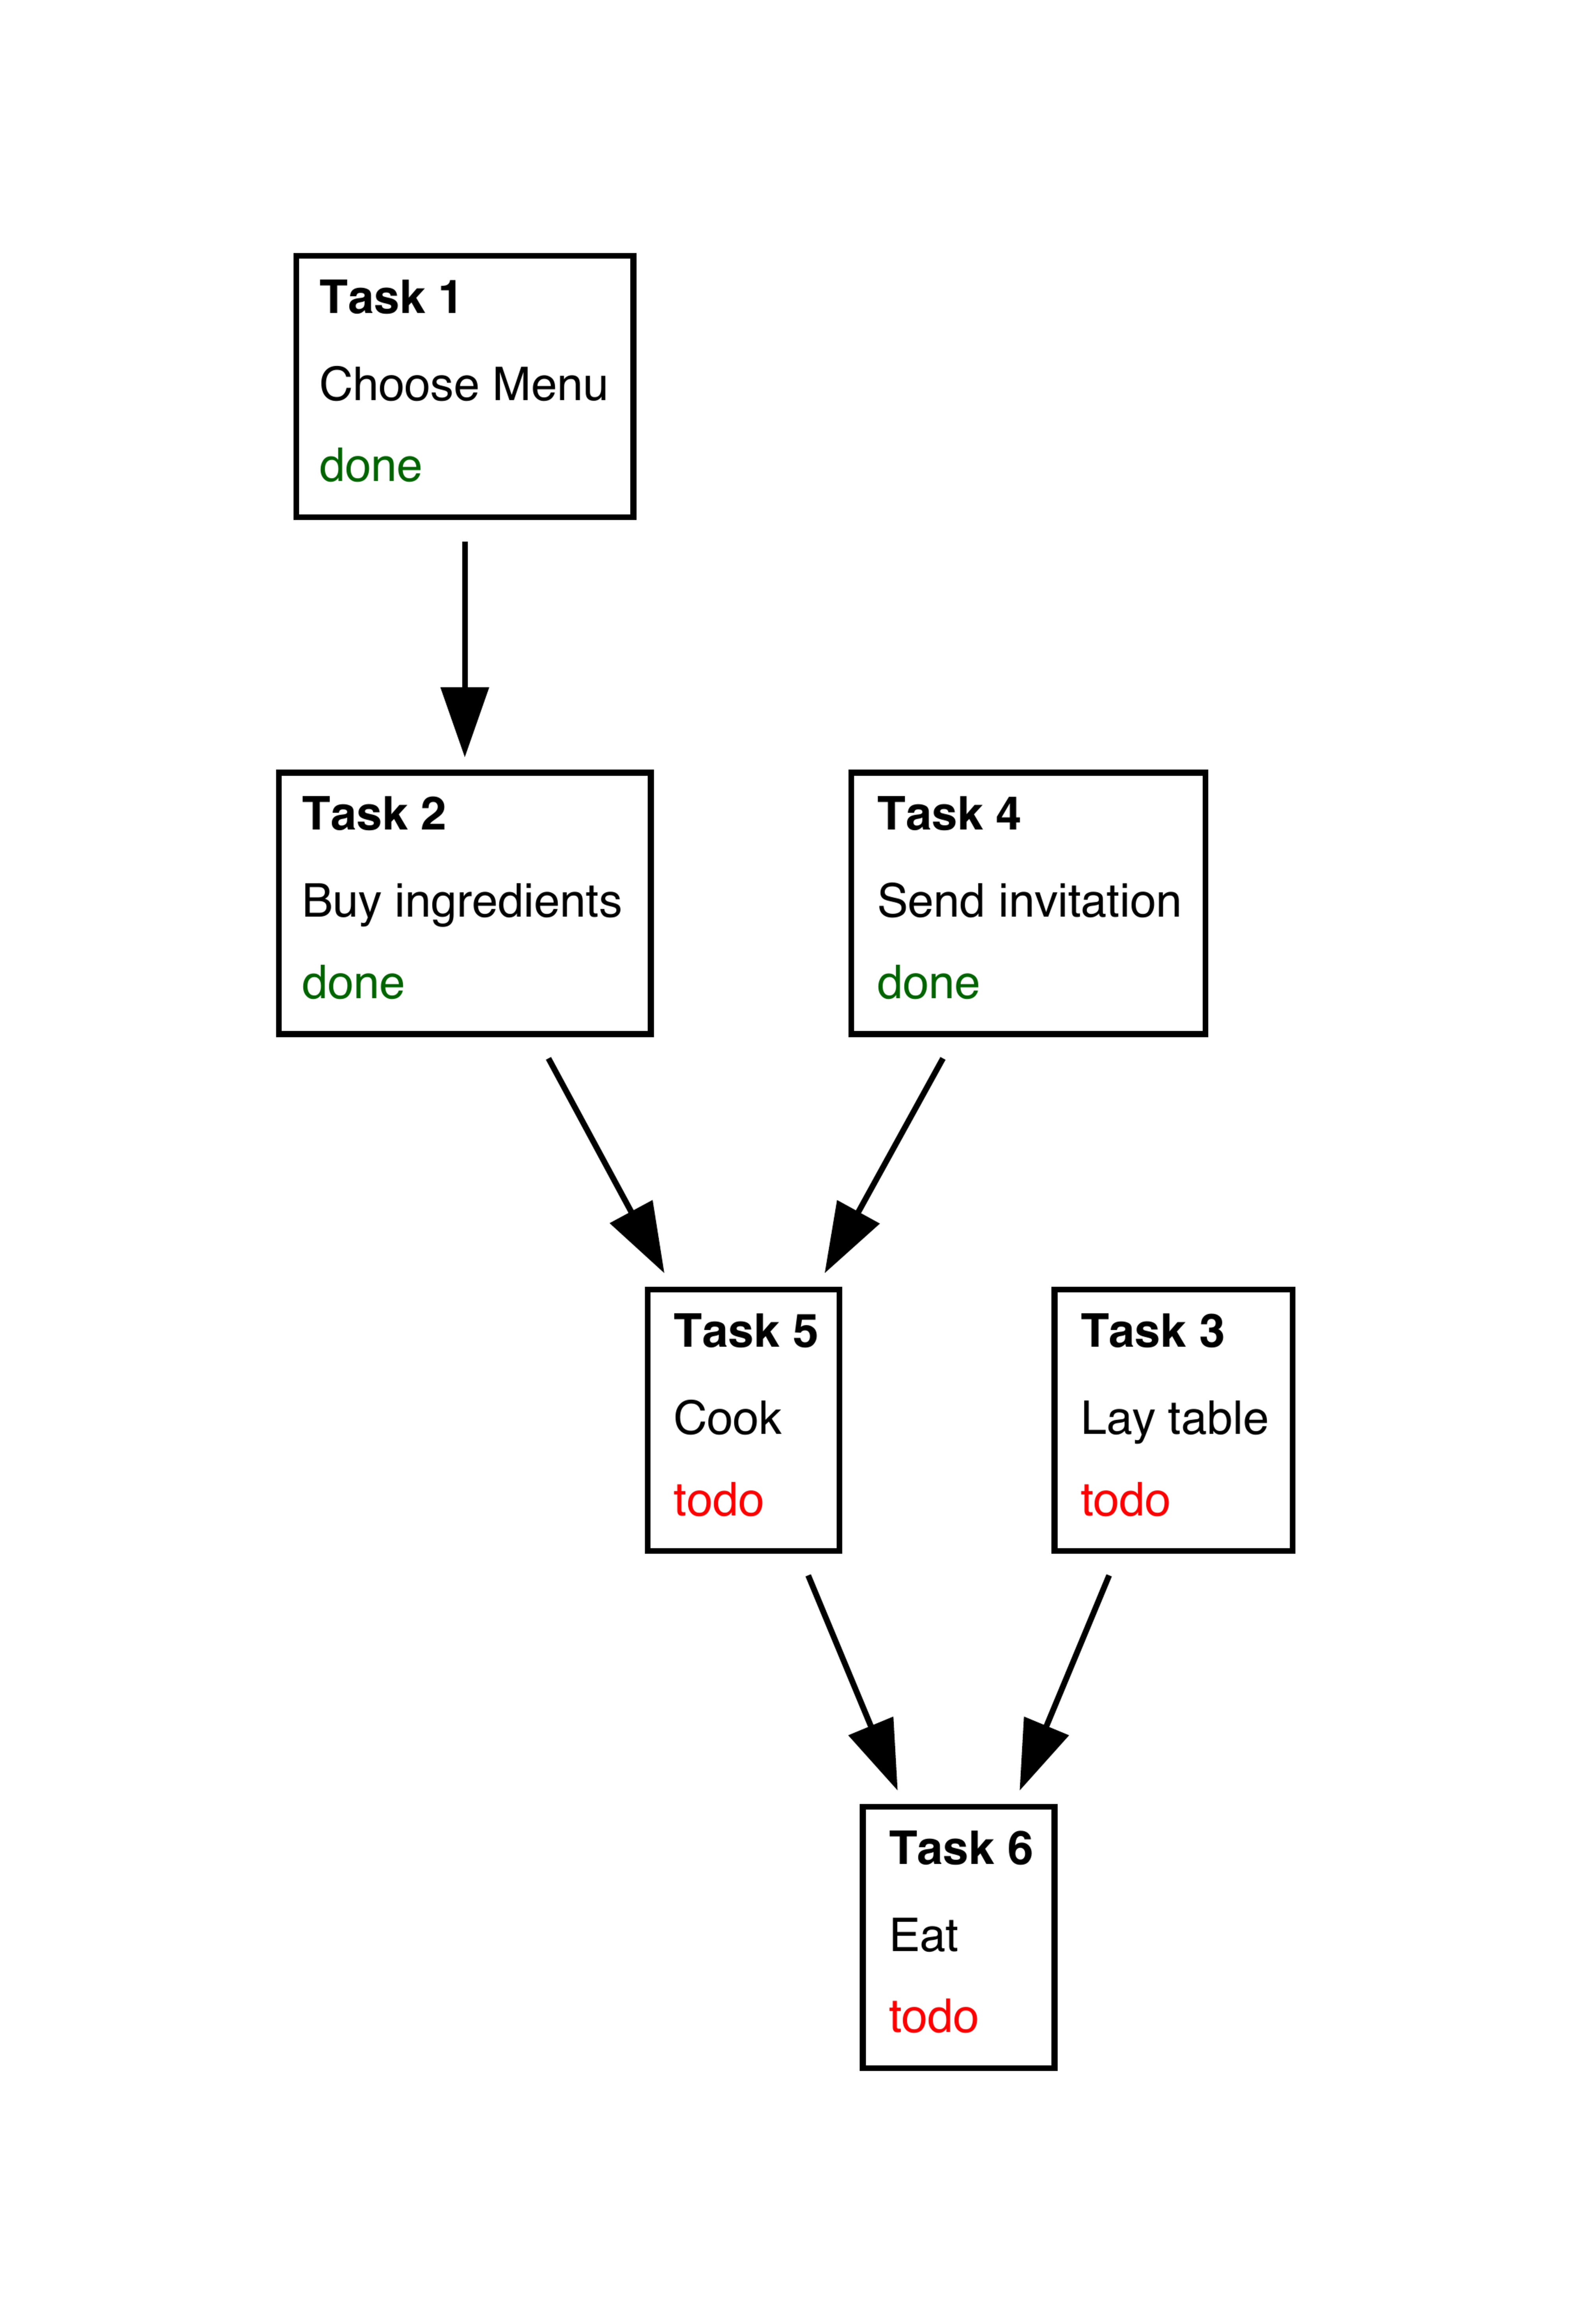 Task 1
Choose Menu
done
Task 2
Buy ingredients
done
Task 4
Send invitation
done
Task 5
Cook
todo
Task 3
Lay table
todo
Task 6
Eat
todo